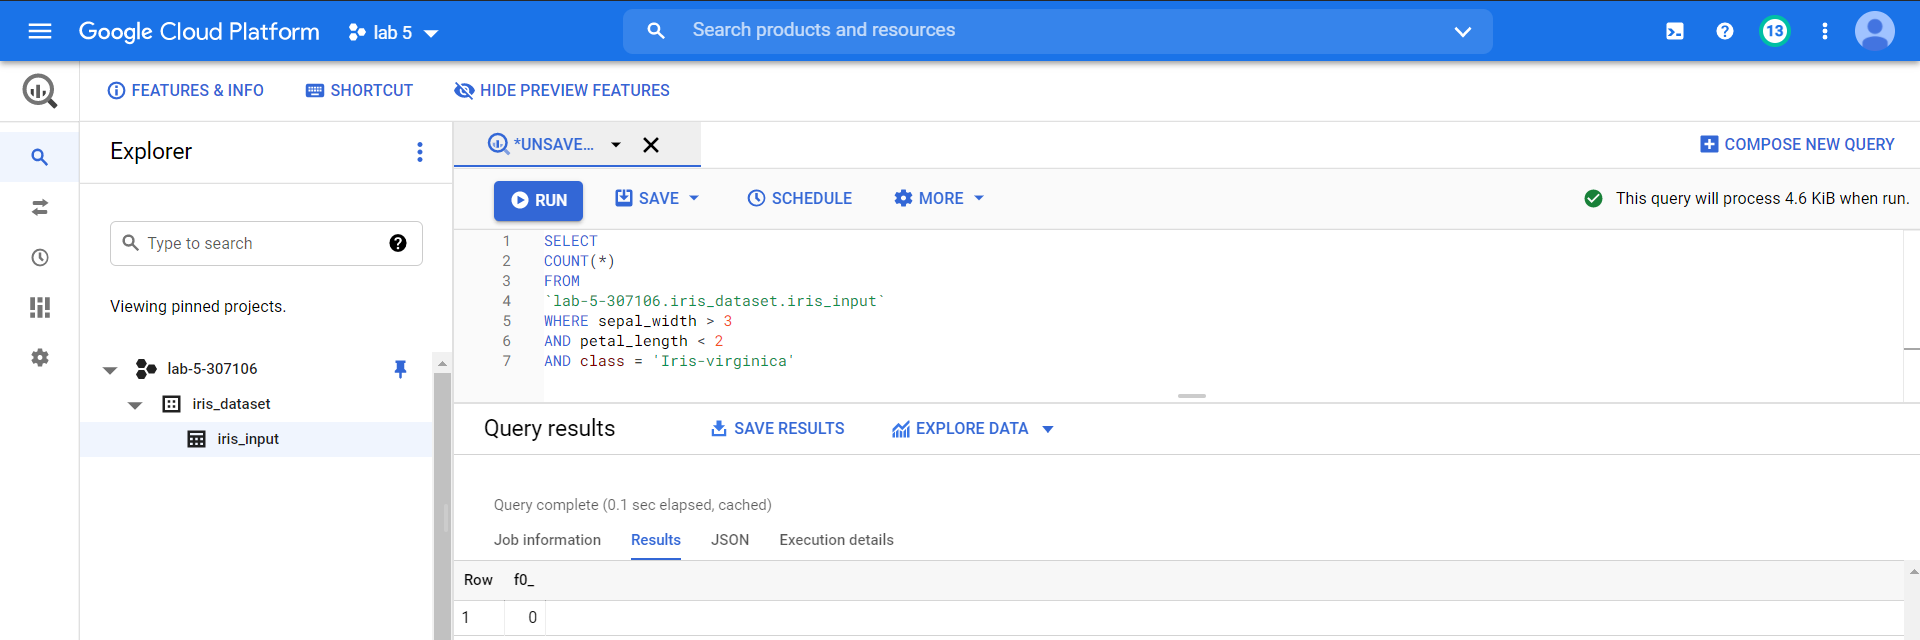 Google Cloud Platform
lab 5
Search products and resources
13
FEATURES & INFO
SHORTCUT
HIDE PREVIEW FEATURES
Explorer
*UNSAVE...
COMPOSE NEW QUERY
RUN
SAVE
SCHEDULE
MORE
This query will process 4.6 KiB when run.
Type to search
Viewing pinned projects.
lab-5-307106
iris_dataset
iris_input
1 SELECT
2 COUNT(*)
3 FROM
4 `lab-5-307106.iris_dataset.iris_input`
5 WHERE sepal_width > 3
6 AND petal_length < 2
7 AND class = 'Iris-virginica'
Query results
SAVE RESULTS
EXPLORE DATA
Query complete (0.1 sec elapsed, cached)
Job information
Results
JSON
Execution details
Row f0_
1 0